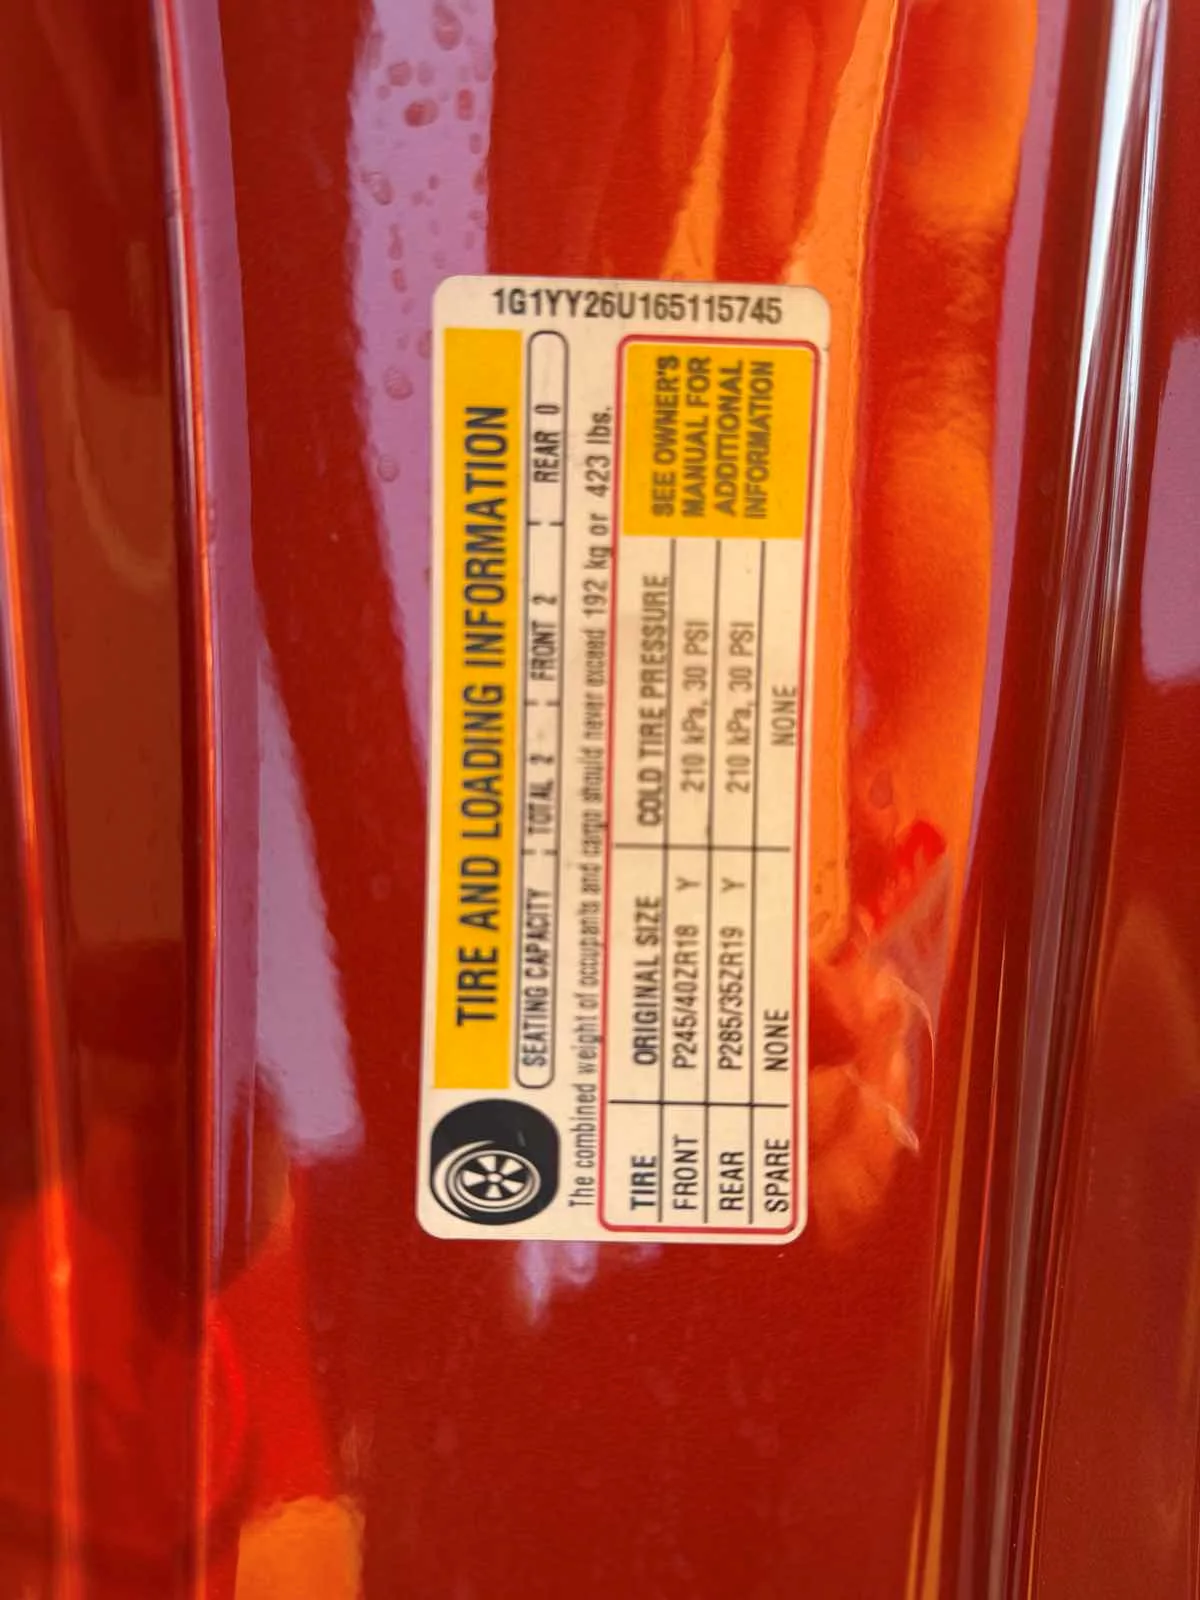 1G1YY26U165115745
TIRE AND LOADING INFORMATION
SEATING CAPACITY TOTAL 2 FRONT 2 REAR 0
The combined weight of occupants and cargo should never exceed 192 kg or 423 lbs.
TIRE ORIGINAL SIZE COLD TIRE PRESSURE
FRONT P245/40ZR18 Y 210 kPa, 30 PSI
REAR P285/35ZR19 Y 210 kPa, 30 PSI
SPARE NONE NONE
SEE OWNER'S
MANUAL FOR
ADDITIONAL
INFORMATION